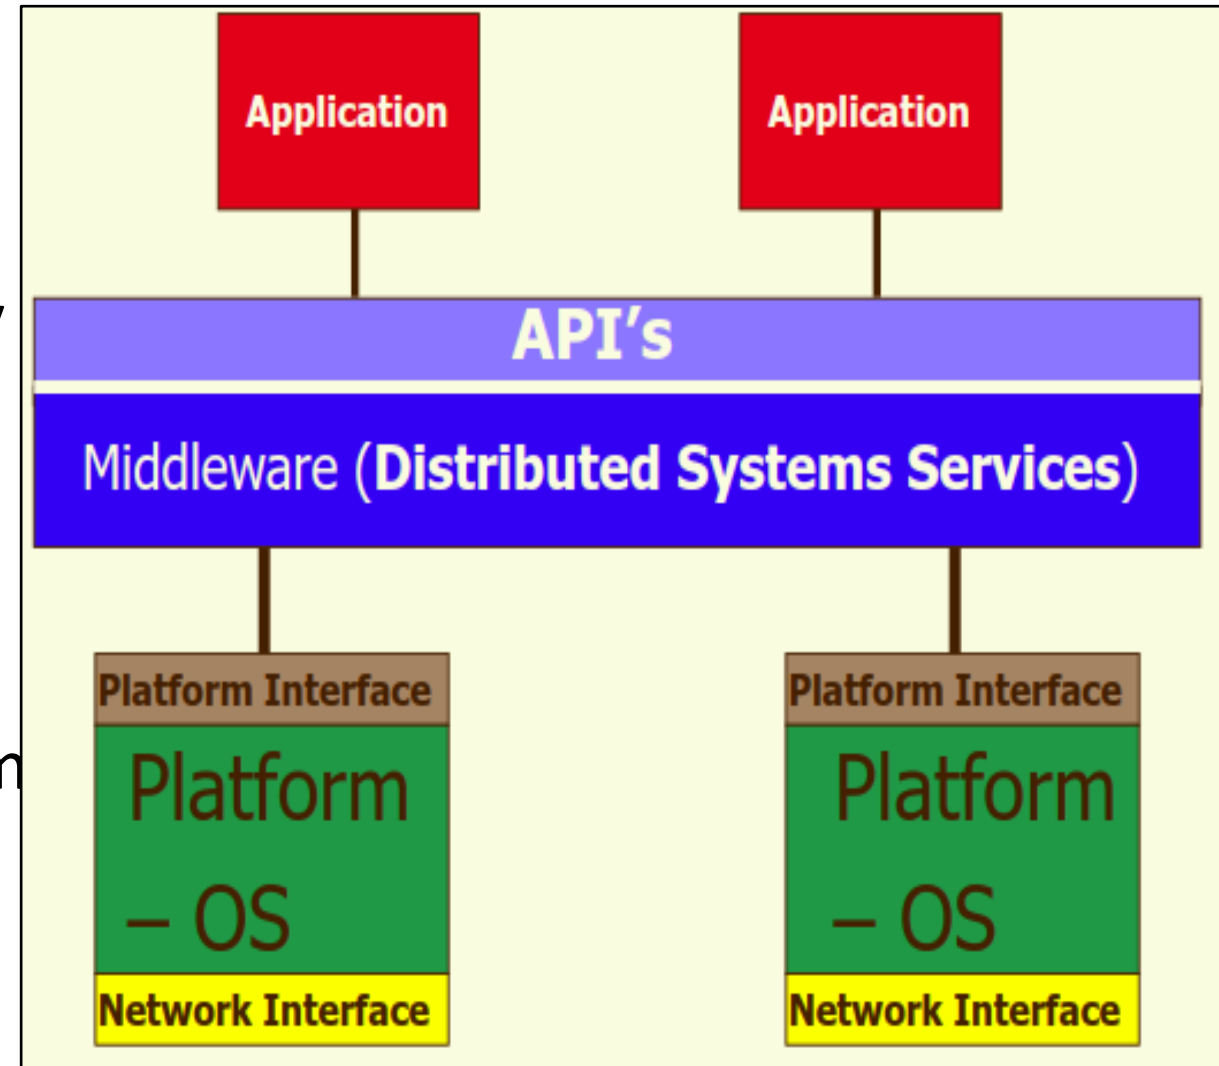 Application
Application
API’s
Middleware (Distributed Systems Services)
Platform Interface
Platform
– OS
Network Interface
Platform Interface
Platform
– OS
Network Interface